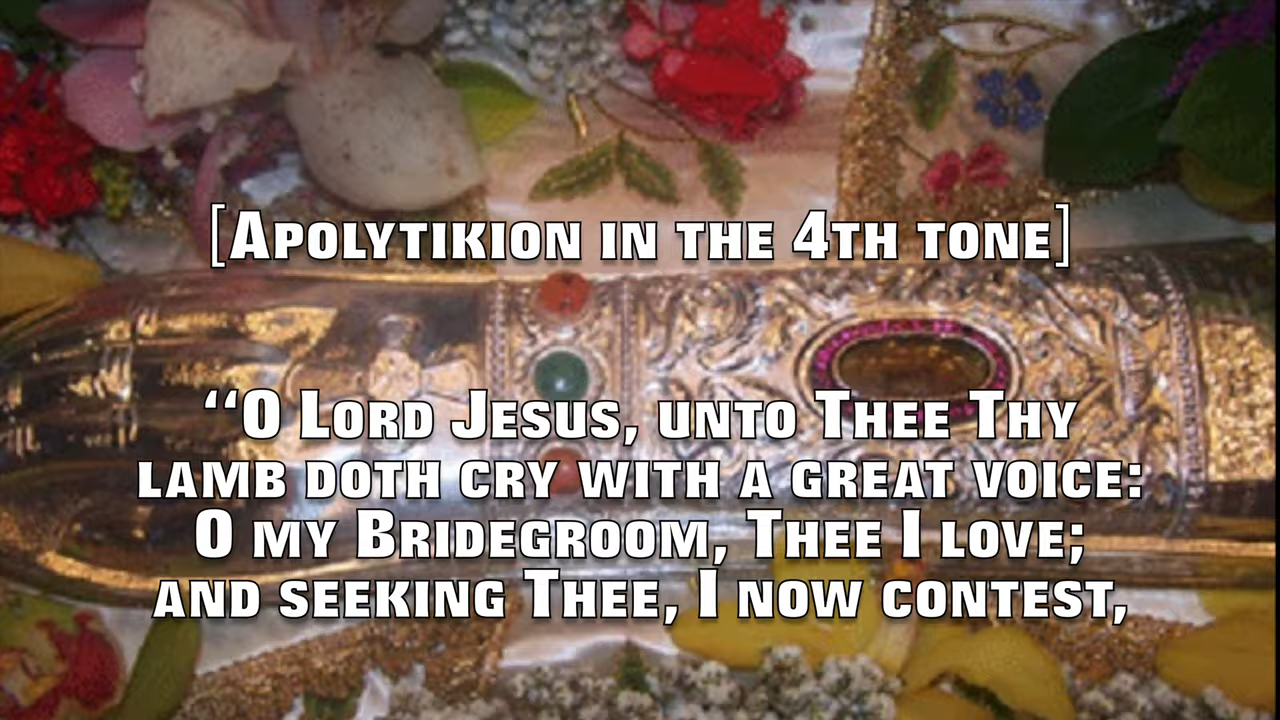 [Apolytikion in the 4th tone]
“O Lord Jesus, unto Thee Thy
lamb doth cry with a great voice:
O my Bridegroom, Thee I love;
and seeking Thee, I now contest,